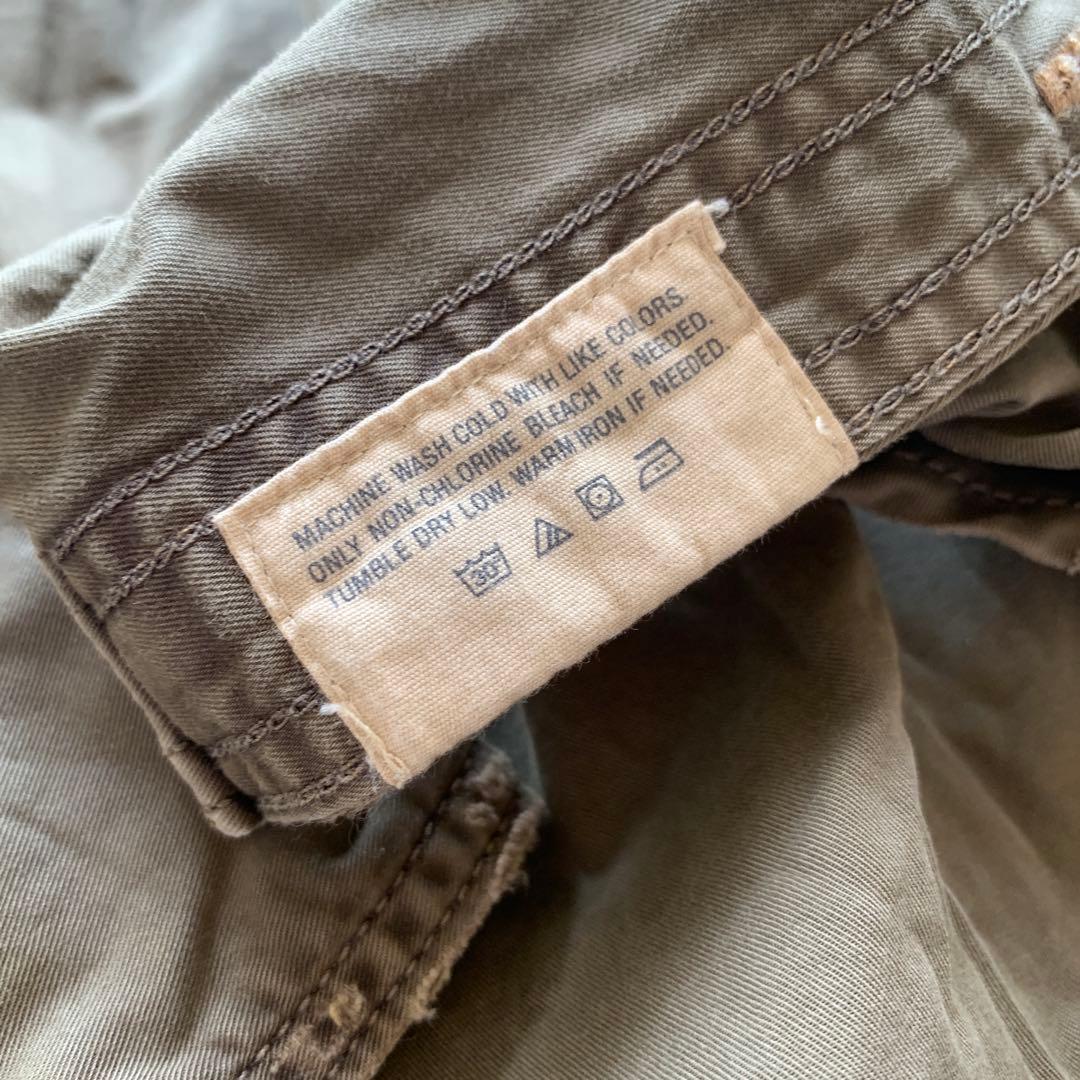 MACHINE WASH COLD WITH LIKE COLORS.
ONLY NON-CHLORINE BLEACH IF NEEDED.
TUMBLE DRY LOW. WARM IRON IF NEEDED.
30°